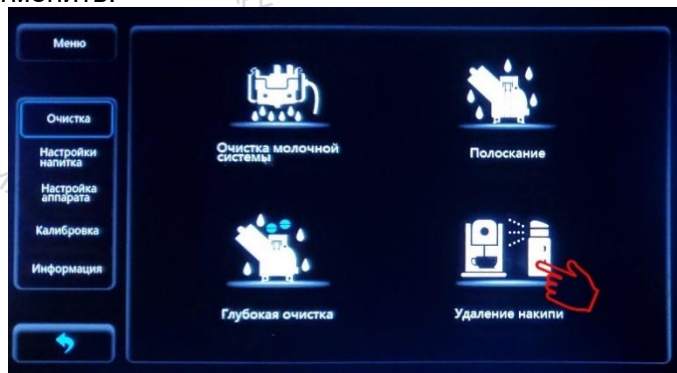 Меню
Очистка
Настройки
напитка
Настройка
аппарата
Калибровка
Информация
Очистка молочной
системы
Полоскание
Глубокая очистка
Удаление накипи